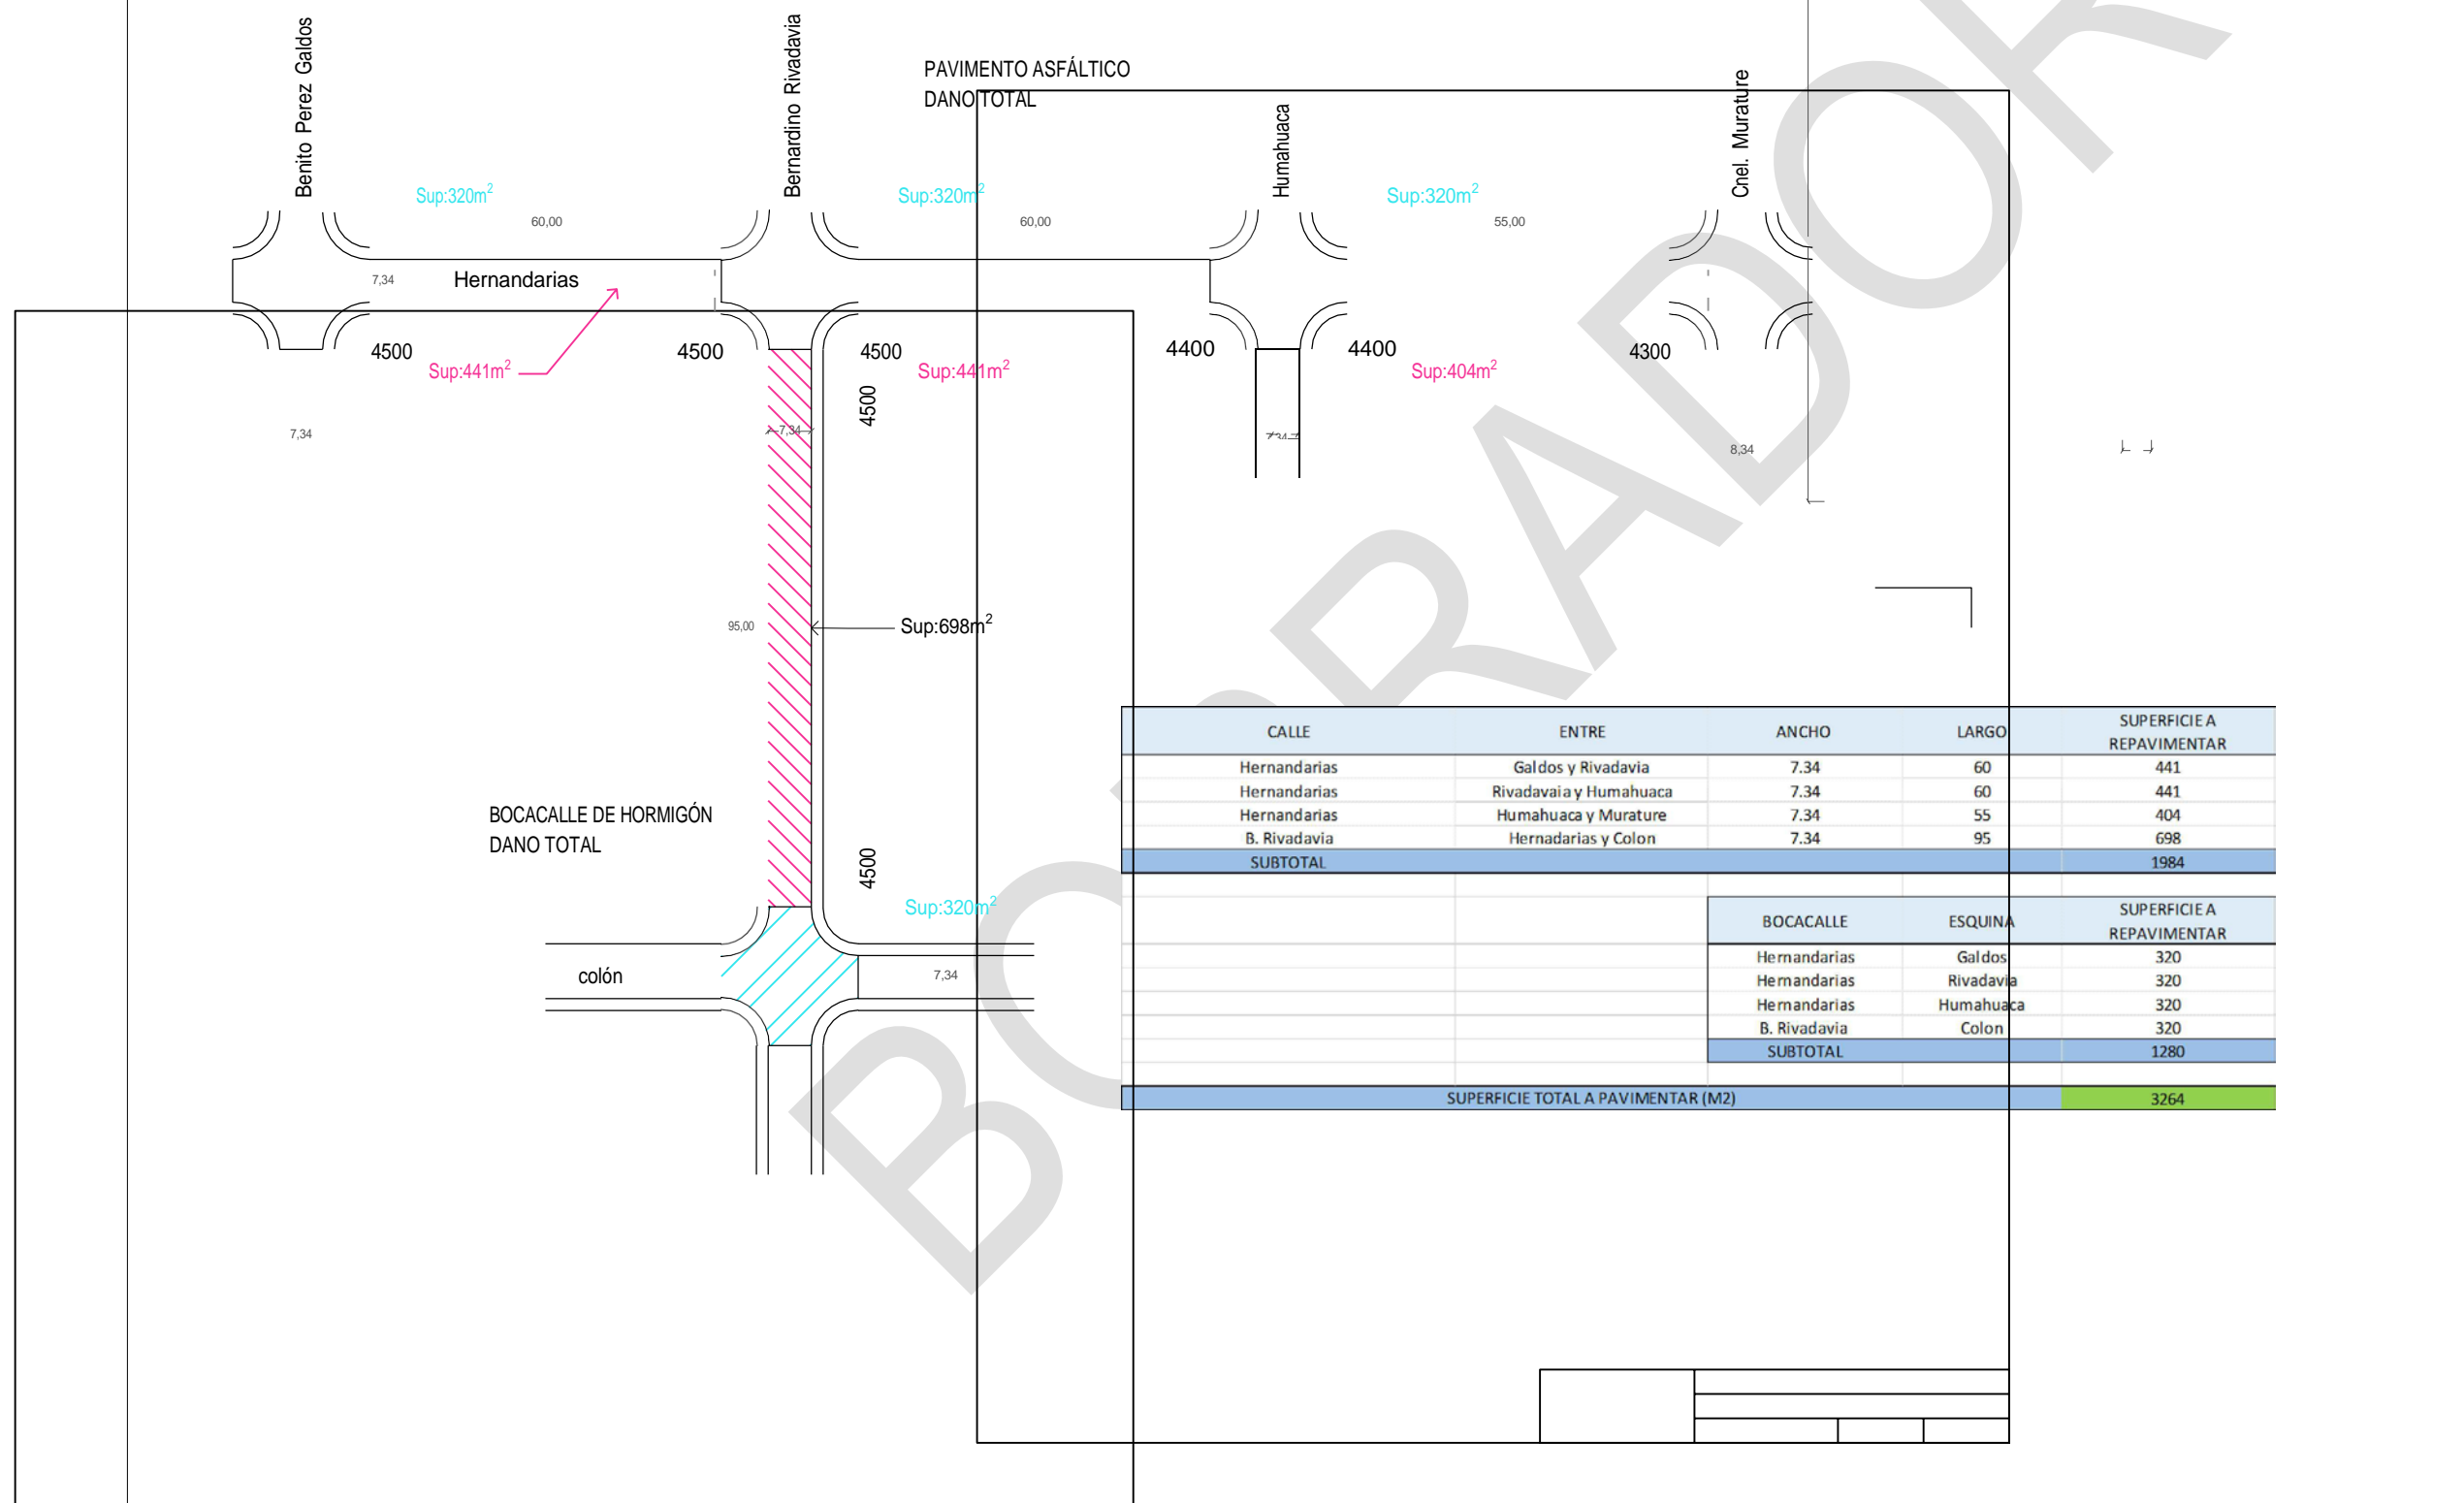 Benito Perez Galdos
Bernardino Rivadavia
Humahuaca
Cnel. Murature
PAVIMENTO ASFÁLTICO
DANO TOTAL
Sup:320m²
Sup:320m²
Sup:320m²
60,00
60,00
55,00
7,34
Hernandarias
4500
4500
4500
4400
4400
4300
Sup:441m²
Sup:441m²
Sup:404m²
4500
7,34
7,34
7,34
8,34
95,00
Sup:698m²
BOCACALLE DE HORMIGÓN
DANO TOTAL
4500
Sup:320m²
colón
7,34
CALLE ENTRE ANCHO LARGO SUPERFICIE A
REPAVIMENTAR
Hernandarias Galdos y Rivadavia 7.34 60 441
Hernandarias Rivadavaia y Humahuaca 7.34 60 441
Hernandarias Humahuaca y Murature 7.34 55 404
B. Rivadavia Hernadarias y Colon 7.34 95 698
SUBTOTAL 1984
BOCACALLE ESQUINA SUPERFICIE A
REPAVIMENTAR
Hernandarias Galdos 320
Hernandarias Rivadavia 320
Hernandarias Humahuaca 320
B. Rivadavia Colon 320
SUBTOTAL 1280
SUPERFICIE TOTAL A PAVIMENTAR (M2) 3264
BORRADOR